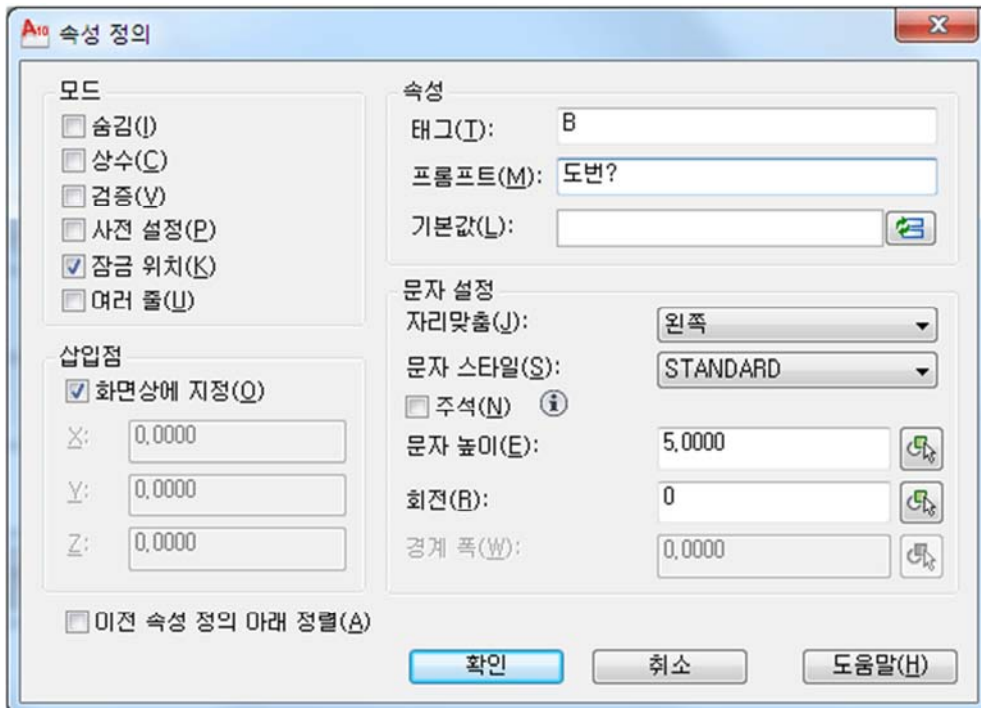 A10 속성 정의
모드
숨김(I)
상수(C)
검증(V)
사전 설정(P)
잠금 위치(K)
여러 줄(U)
삽입점
화면상에 지정(O)
X: 0,0000
Y: 0,0000
Z: 0,0000
이전 속성 정의 아래 정렬(A)
속성
태그(T): B
프롬프트(M): 도번?
기본값(L):
문자 설정
자리맞춤(J): 왼쪽
문자 스타일(S): STANDARD
주석(N) i
문자 높이(E): 5,0000
회전(R): 0
경계 폭(W): 0,0000
확인 취소 도움말(H)